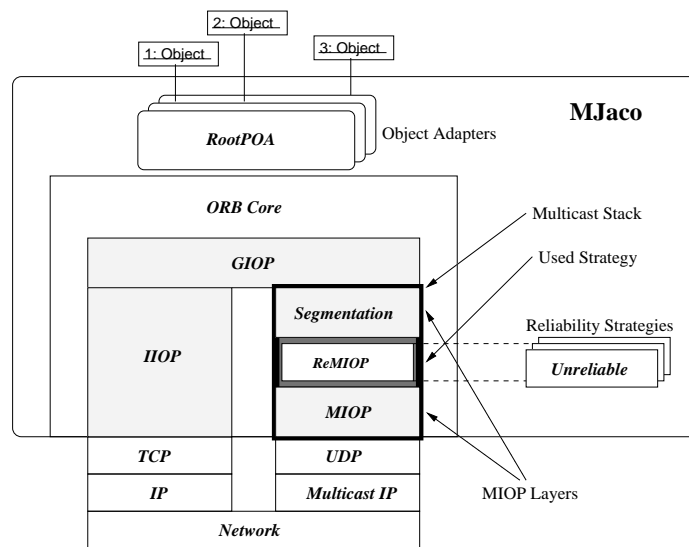 2: Object
1: Object
3: Object
MJaco
RootPOA
Object Adapters
ORB Core
Multicast Stack
GIOP
Used Strategy
Segmentation
Reliability Strategies
IIOP
ReMIOP
Unreliable
MIOP
TCP
UDP
IP
Multicast IP
MIOP Layers
Network